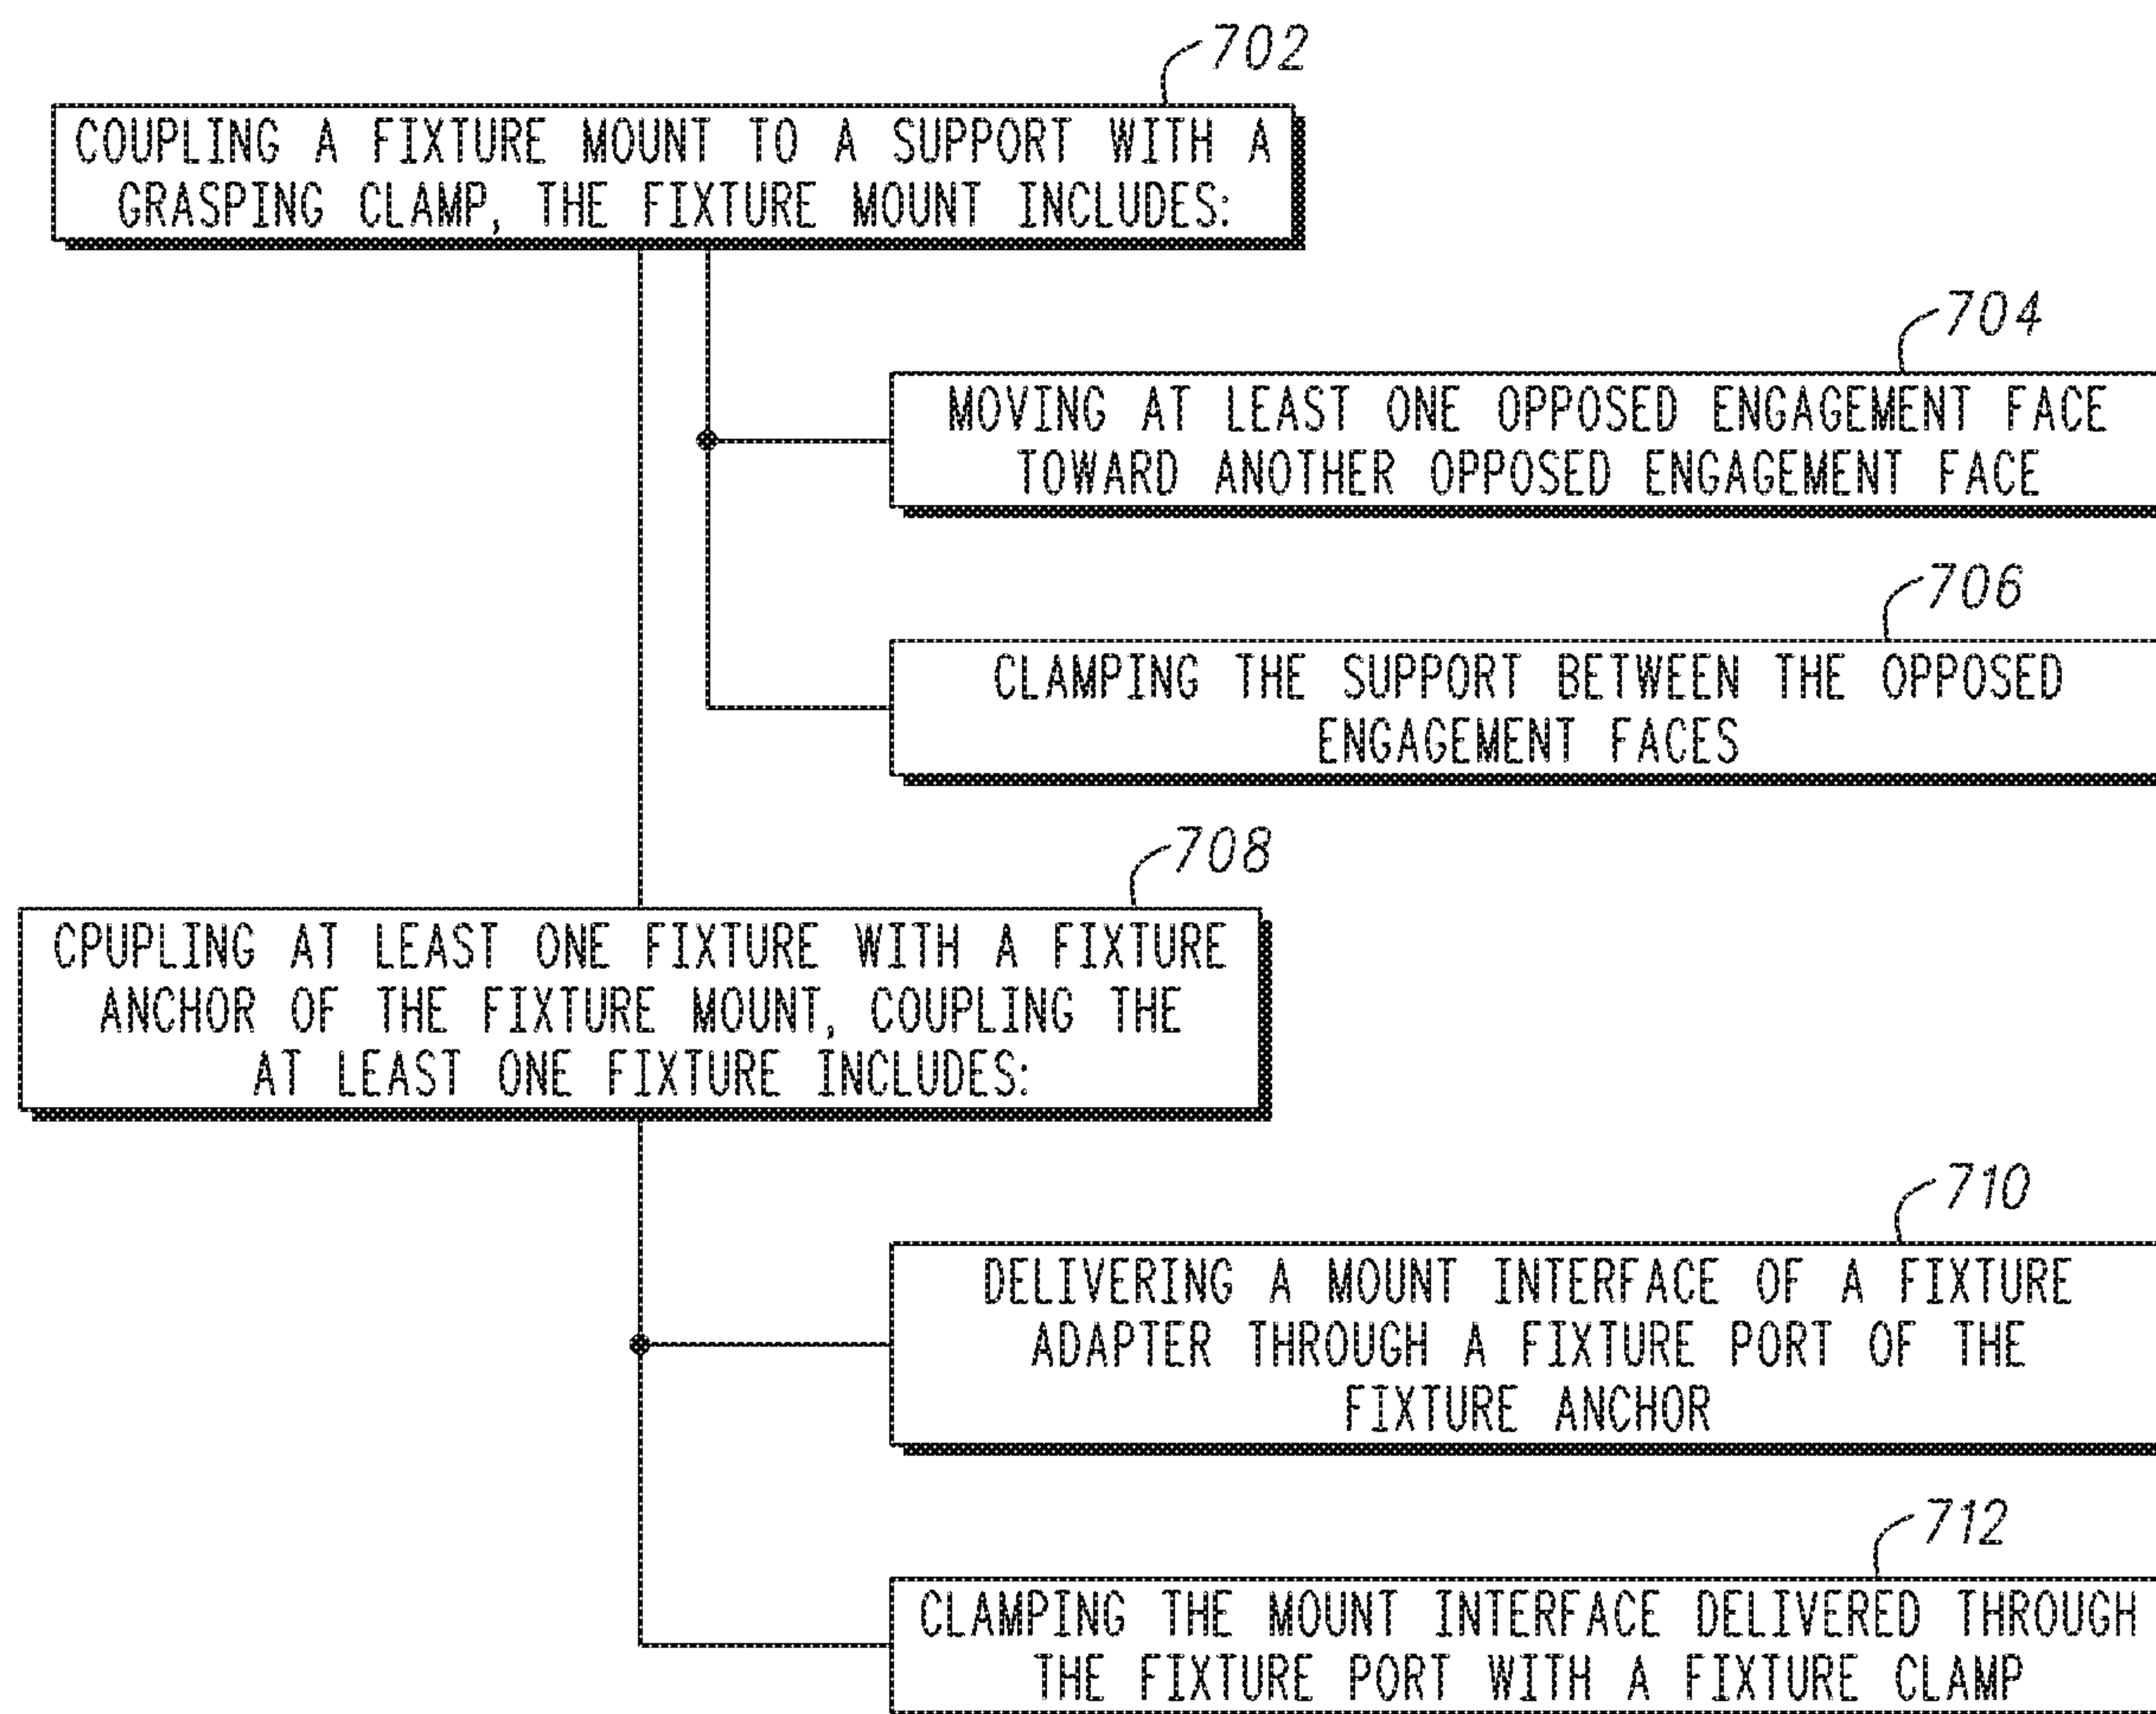 702
COUPLING A FIXTURE MOUNT TO A SUPPORT WITH A
GRASPING CLAMP, THE FIXTURE MOUNT INCLUDES:
704
MOVING AT LEAST ONE OPPOSED ENGAGEMENT FACE
TOWARD ANOTHER OPPOSED ENGAGEMENT FACE
706
CLAMPING THE SUPPORT BETWEEN THE OPPOSED
ENGAGEMENT FACES
708
CPUPLING AT LEAST ONE FIXTURE WITH A FIXTURE
ANCHOR OF THE FIXTURE MOUNT, COUPLING THE
AT LEAST ONE FIXTURE INCLUDES:
710
DELIVERING A MOUNT INTERFACE OF A FIXTURE
ADAPTER THROUGH A FIXTURE PORT OF THE
FIXTURE ANCHOR
712
CLAMPING THE MOUNT INTERFACE DELIVERED THROUGH
THE FIXTURE PORT WITH A FIXTURE CLAMP